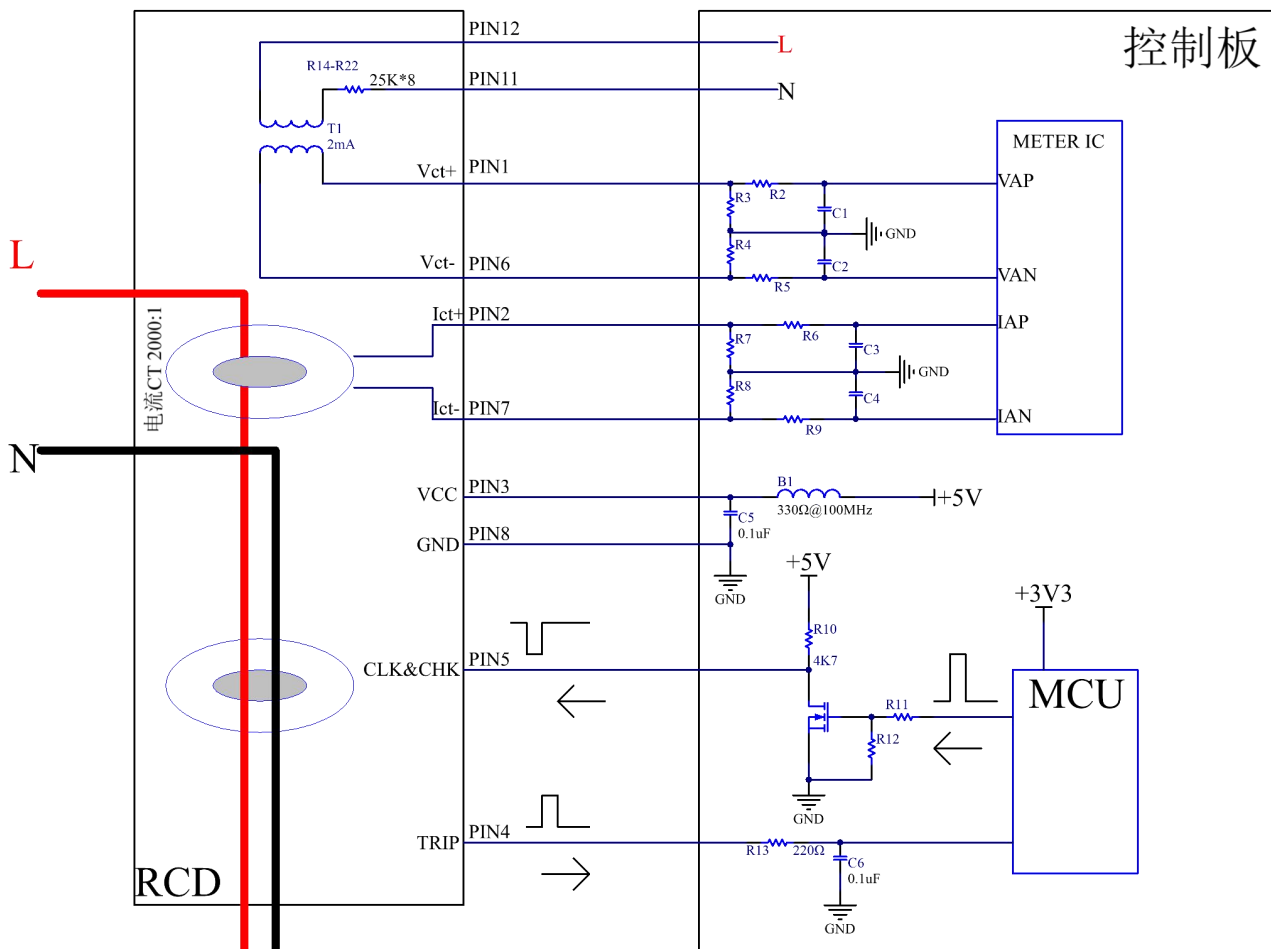 PIN12
L
控制板
R14-R22
25K*8
PIN11
N
T1
2mA
METER IC
Vct+
PIN1
R3
R2
C1
VAP
GND
R4
C2
Vct-
PIN6
R5
VAN
L
Ict+
PIN2
R7
R6
C3
IAP
电流CT 2000:1
GND
R8
C4
Ict-
PIN7
R9
IAN
N
VCC
PIN3
B1
330Ω@100MHz
+5V
C5
0.1uF
GND
PIN8
GND
+5V
+3V3
R10
4K7
CLK&CHK
PIN5
MCU
R11
R12
GND
TRIP
PIN4
R13
220Ω
C6
0.1uF
RCD
GND